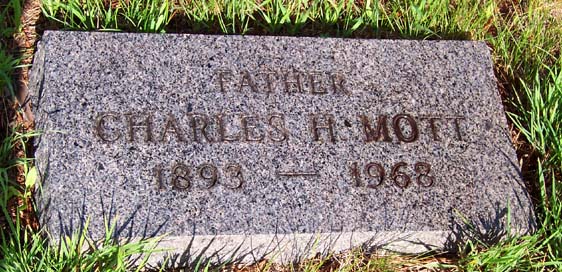 FATHER
CHARLES H. MOTT
1893 — 1968